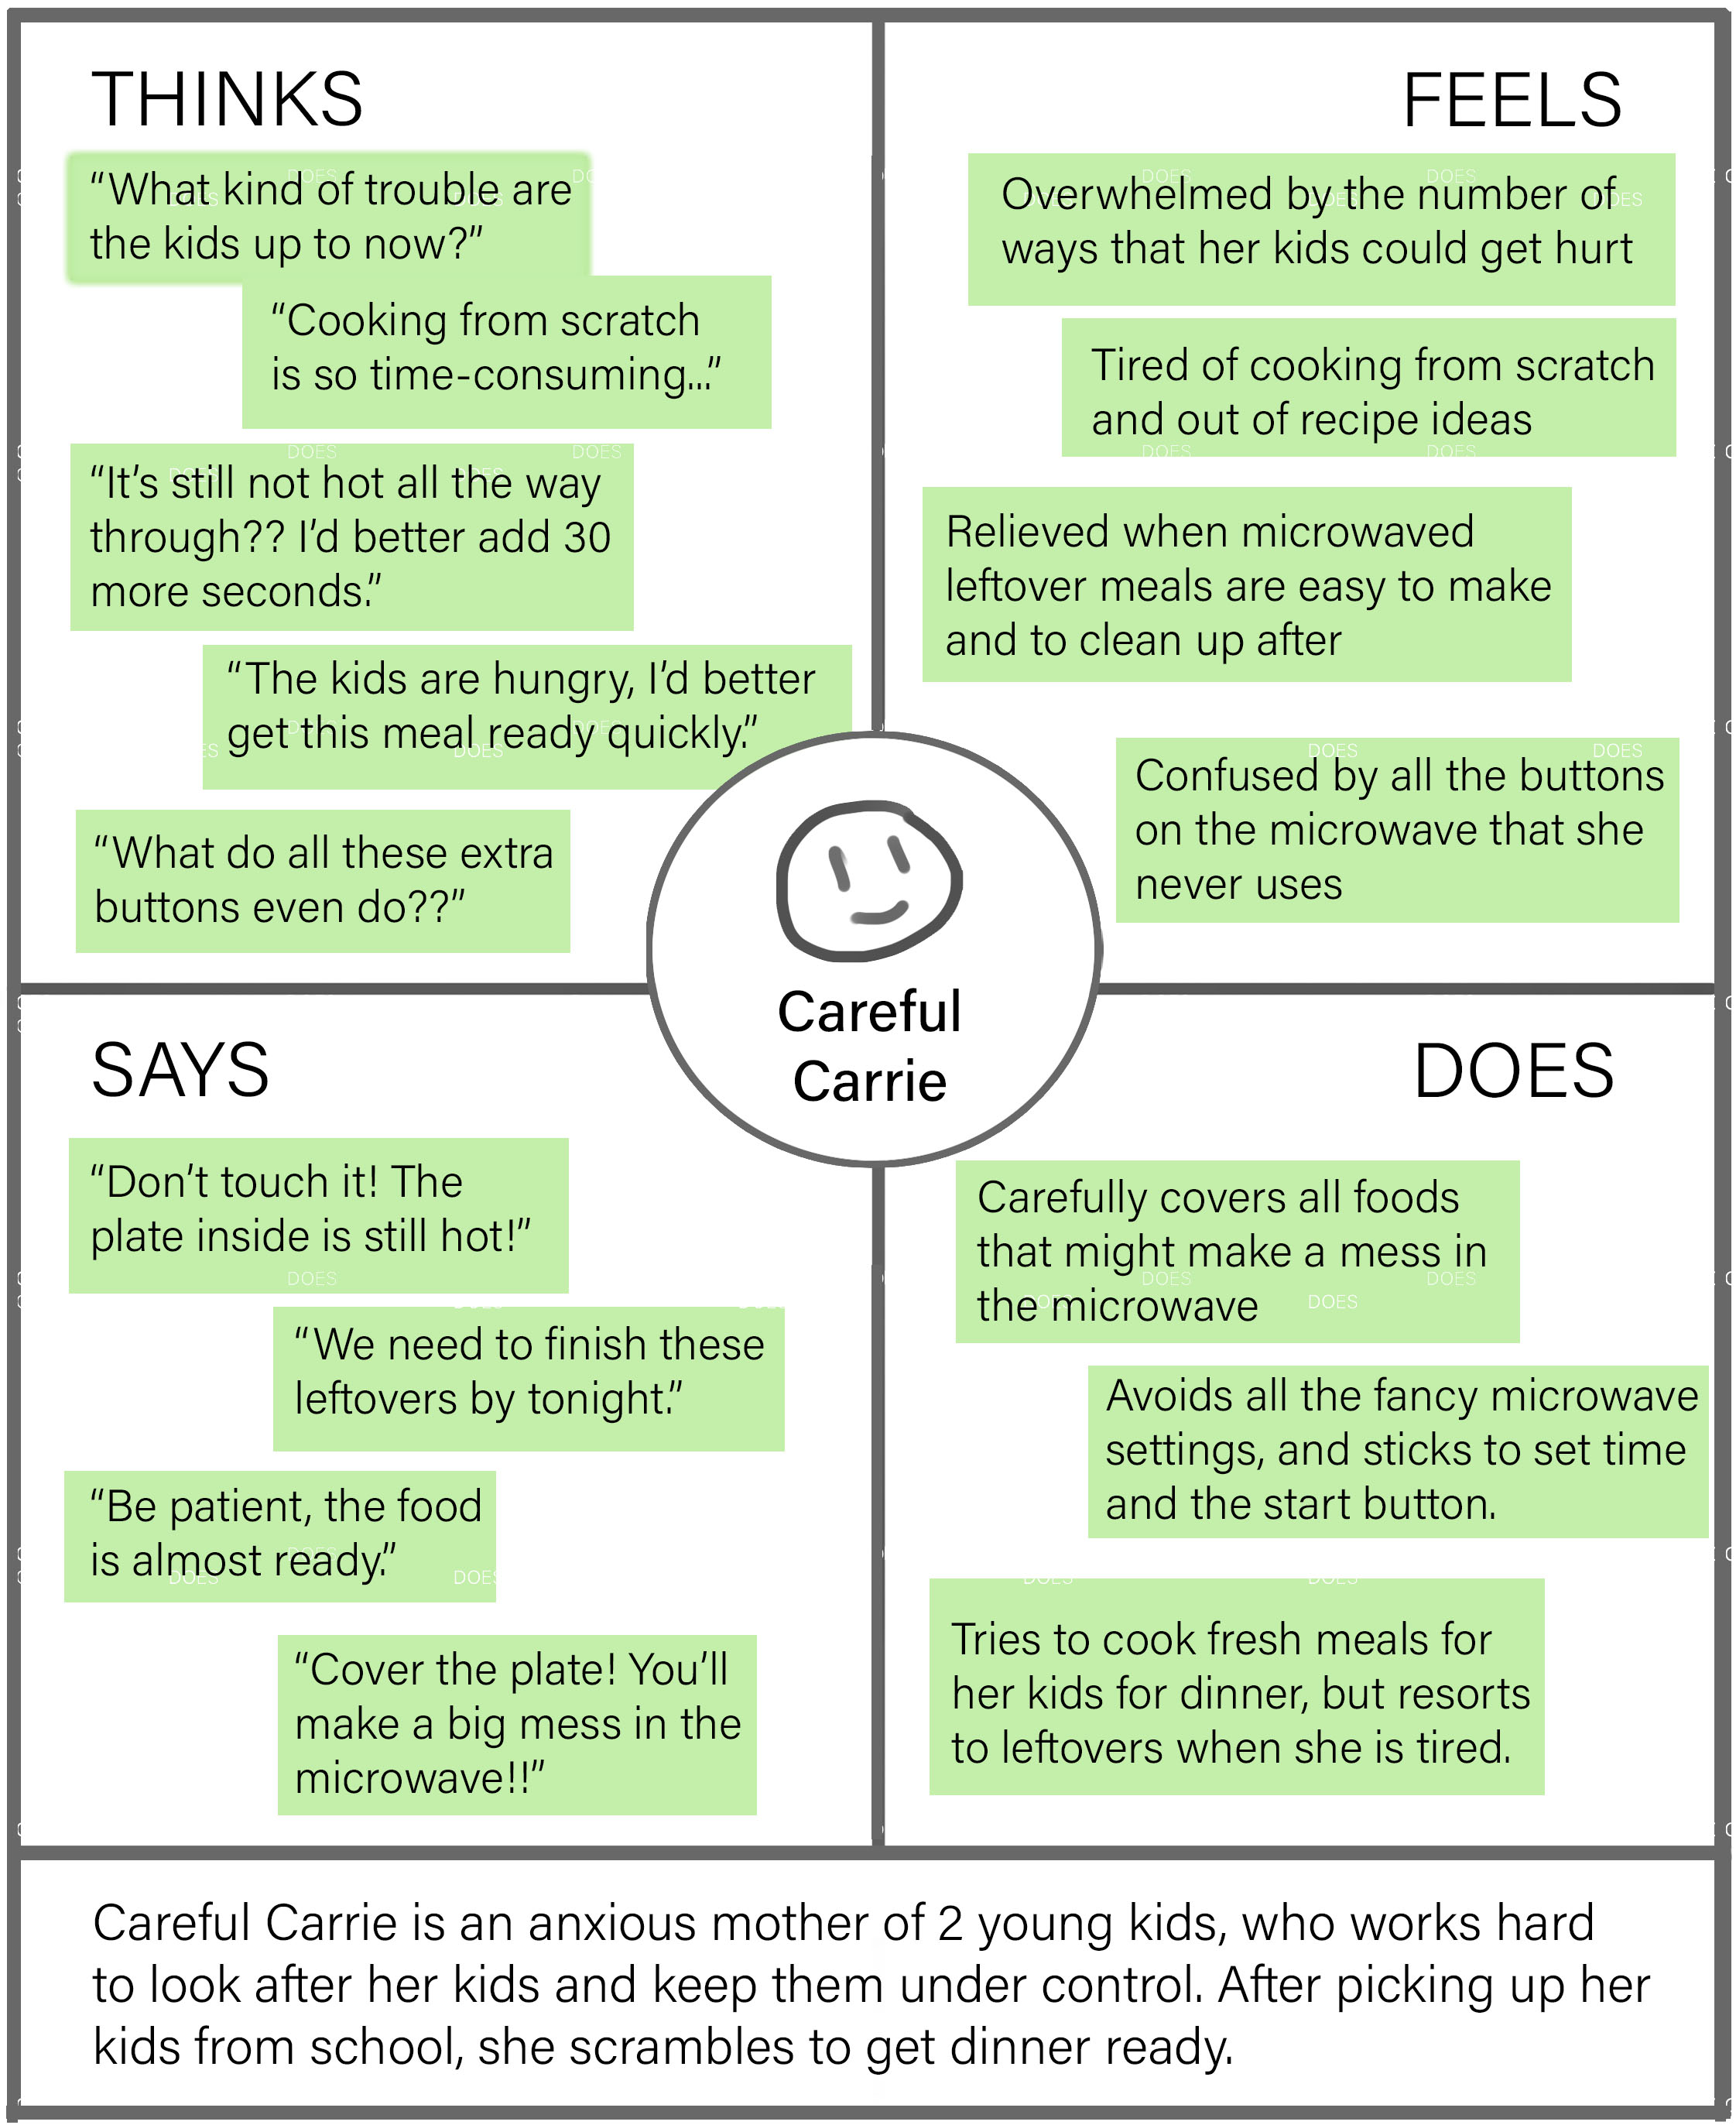 THINKS
“What kind of trouble are
the kids up to now?”
“Cooking from scratch
is so time-consuming...”
“It’s still not hot all the way
through?? I’d better add 30
more seconds.”
“The kids are hungry, I’d better
get this meal ready quickly.”
“What do all these extra
buttons even do??”
FEELS
Overwhelmed by the number of
ways that her kids could get hurt
Tired of cooking from scratch
and out of recipe ideas
Relieved when microwaved
leftover meals are easy to make
and to clean up after
Confused by all the buttons
on the microwave that she
never uses
Careful
Carrie
SAYS
“Don’t touch it! The
plate inside is still hot!”
“We need to finish these
leftovers by tonight.”
“Be patient, the food
is almost ready.”
“Cover the plate! You’ll
make a big mess in the
microwave!!”
DOES
Carefully covers all foods
that might make a mess in
the microwave
Avoids all the fancy microwave
settings, and sticks to set time
and the start button.
Tries to cook fresh meals for
her kids for dinner, but resorts
to leftovers when she is tired.
Careful Carrie is an anxious mother of 2 young kids, who works hard
to look after her kids and keep them under control. After picking up her
kids from school, she scrambles to get dinner ready.